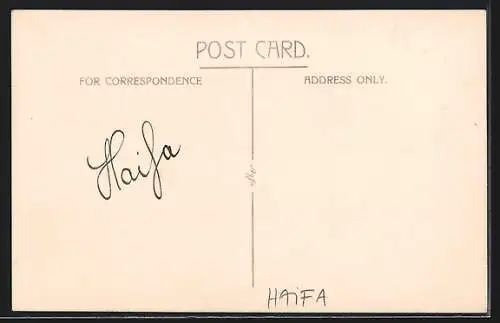 POST CARD.
FOR CORRESPONDENCE
ADDRESS ONLY.
Haifa
HAiFA